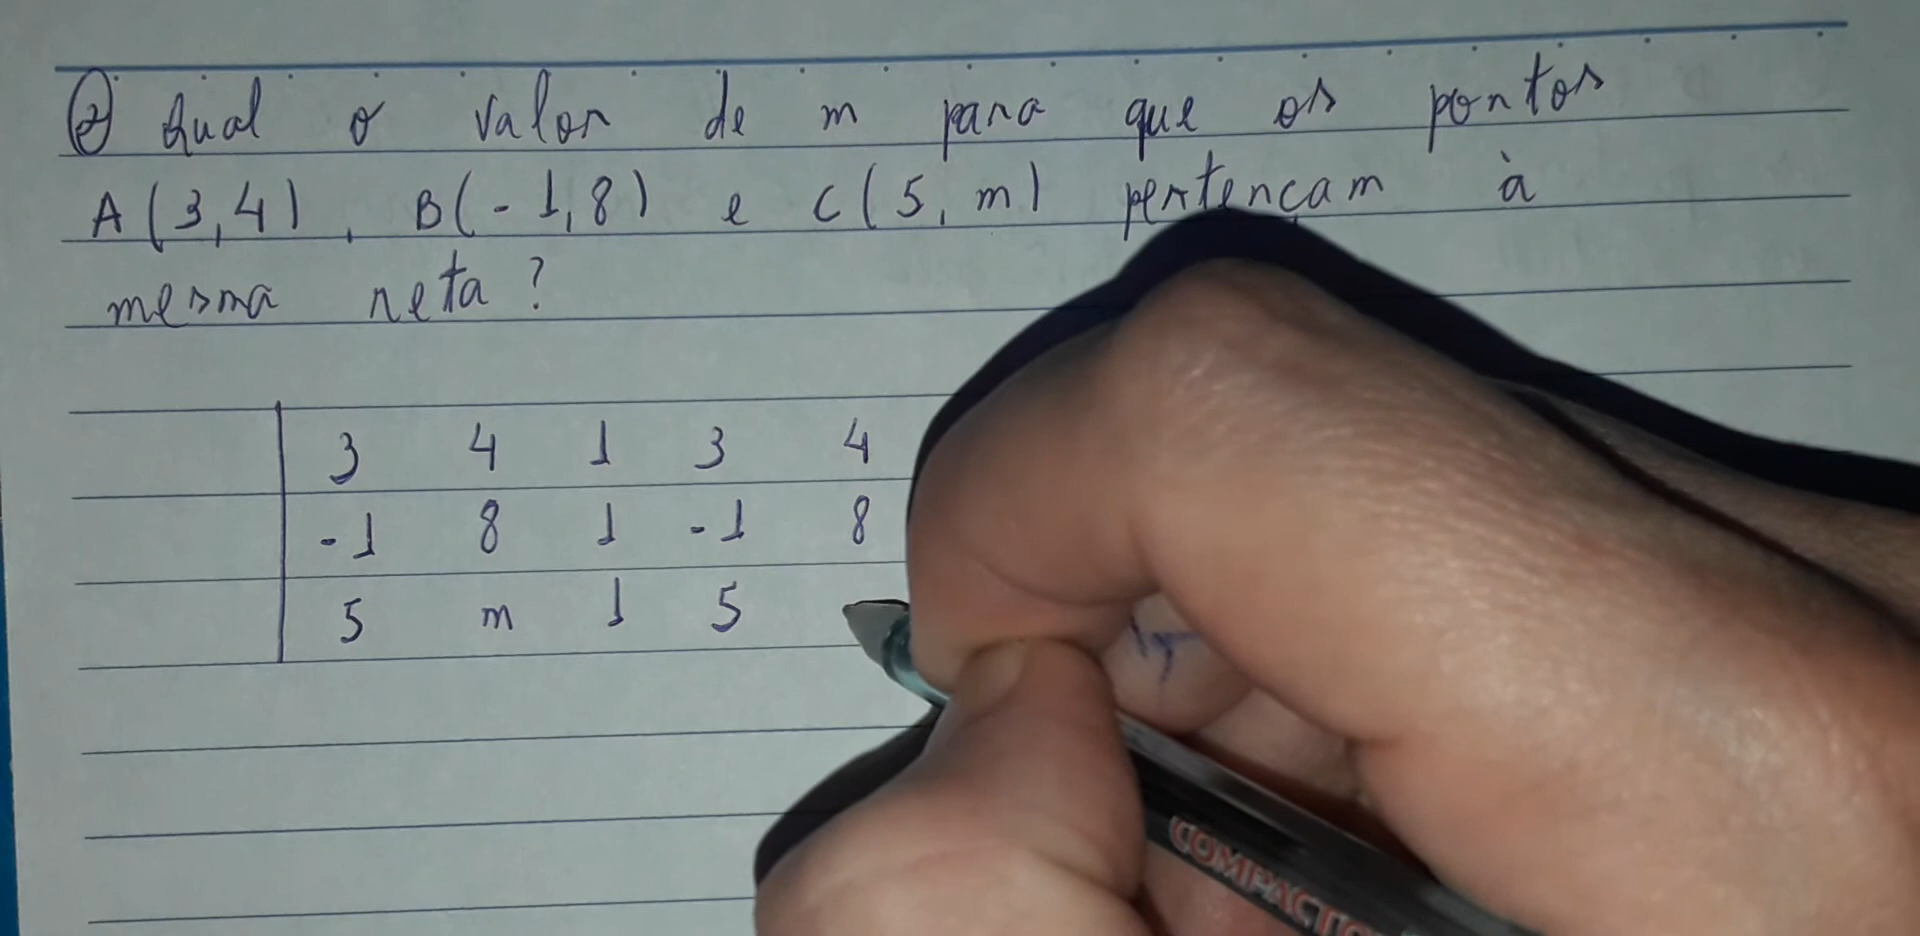 ② Qual o valor de m para que os pontos
A(3,4), B(-1,8) e C(5,m) pertençam à
mesma reta?
3 4 1 3 4
-1 8 1 -1 8
5 m 1 5
COMPACT